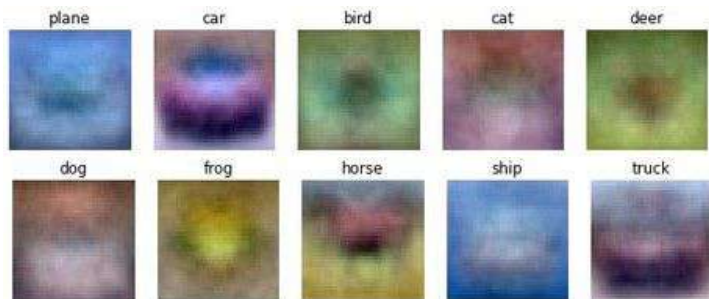 plane car bird cat deer
dog frog horse ship truck